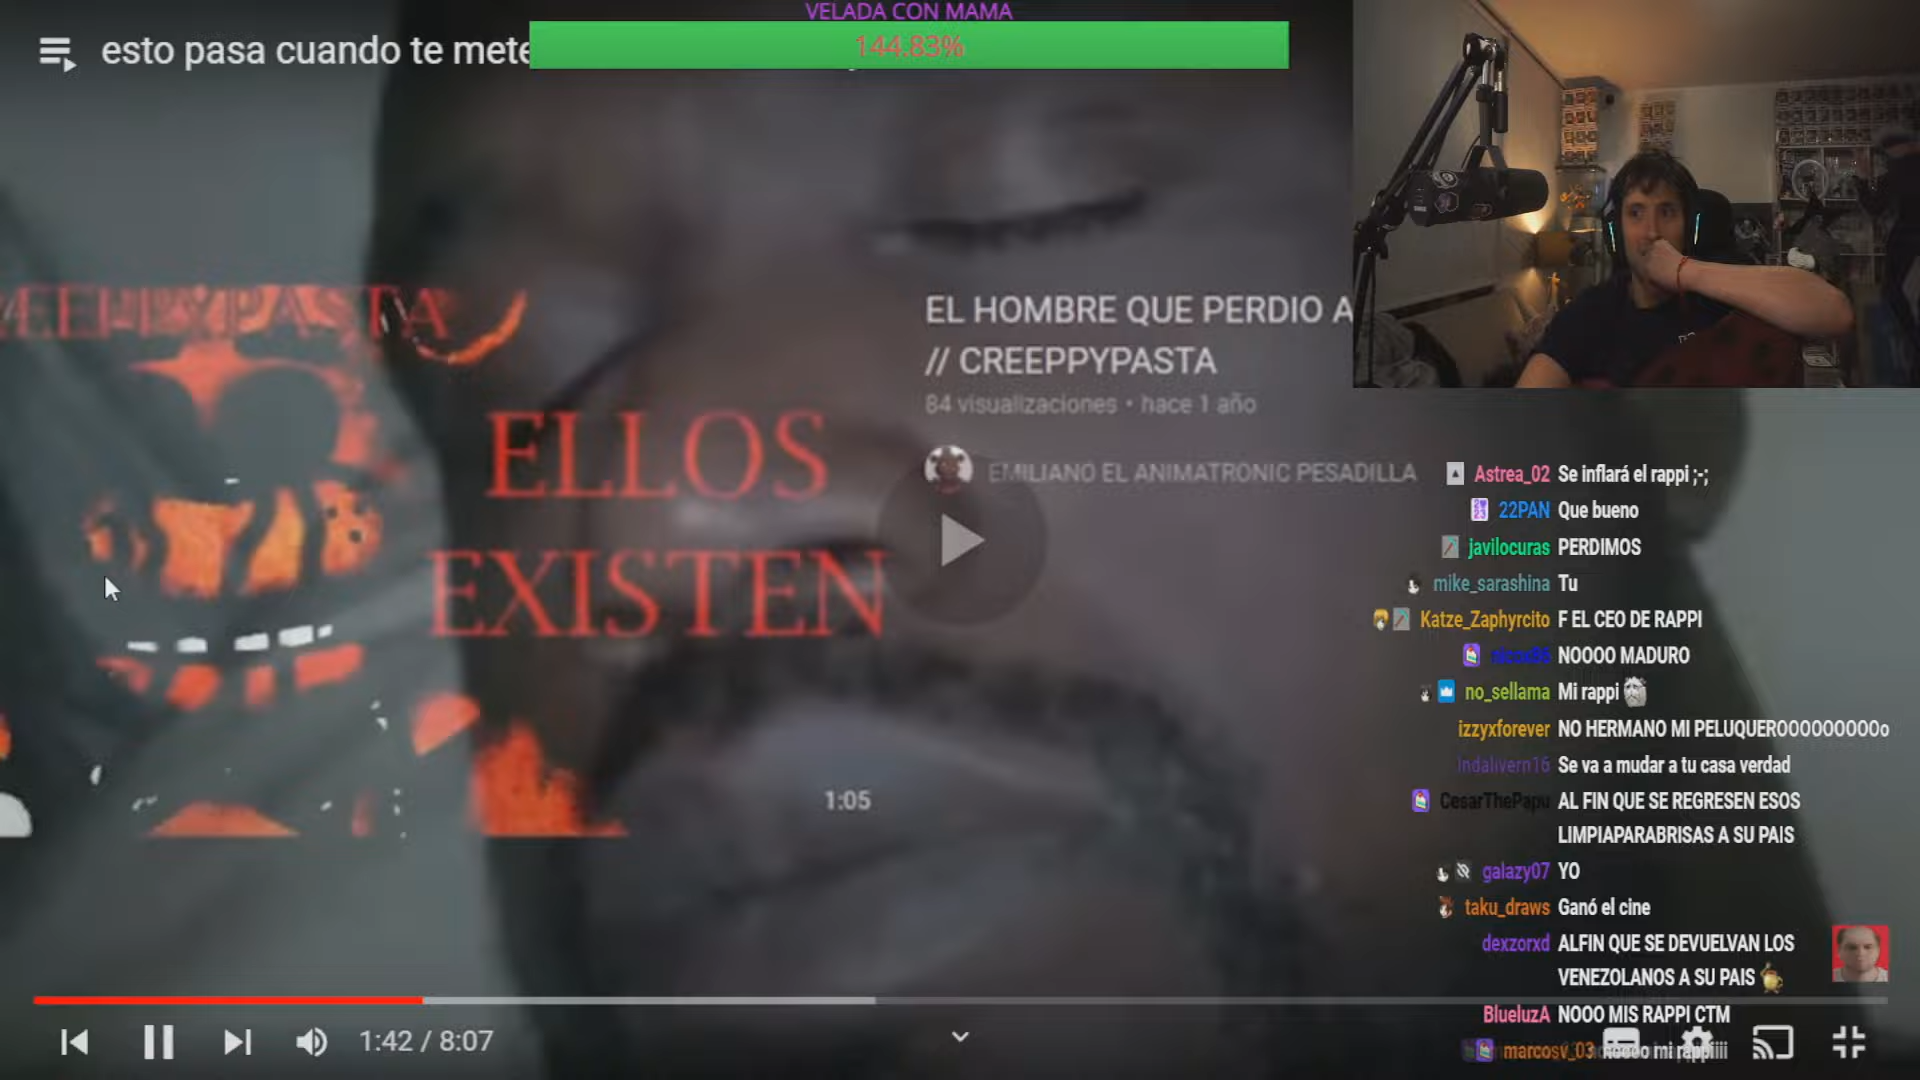 VELADA CON MAMA
144.83%
esto pasa cuando te mete
EL HOMBRE QUE PERDIO A
// CREEPPYPASTA
84 visualizaciones • hace 1 año
EMILIANO EL ANIMATRONIC PESADILLA
ELLOS
EXISTEN
1:05
Astrea_02 Se inflará el rappi ;-;
22PAN Que bueno
javilocuras PERDIMOS
mike_sarashina Tu
Katze_Zaphyrcito F EL CEO DE RAPPI
NOOOO MADURO
no_sellama Mi rappi
izzyxforever NO HERMANO MI PELUQUEROOOOOOOOOo
Indalivern16 Se va a mudar a tu casa verdad
CesarThePapu AL FIN QUE SE REGRESEN ESOS
LIMPIAPARABRISAS A SU PAIS
galazy07 YO
taku_draws Ganó el cine
dexzorxd ALFIN QUE SE DEVUELVAN LOS
VENEZOLANOS A SU PAIS
BlueluzA NOOO MIS RAPPI CTM
marcosv_03 mi rappiiii
1:42 / 8:07